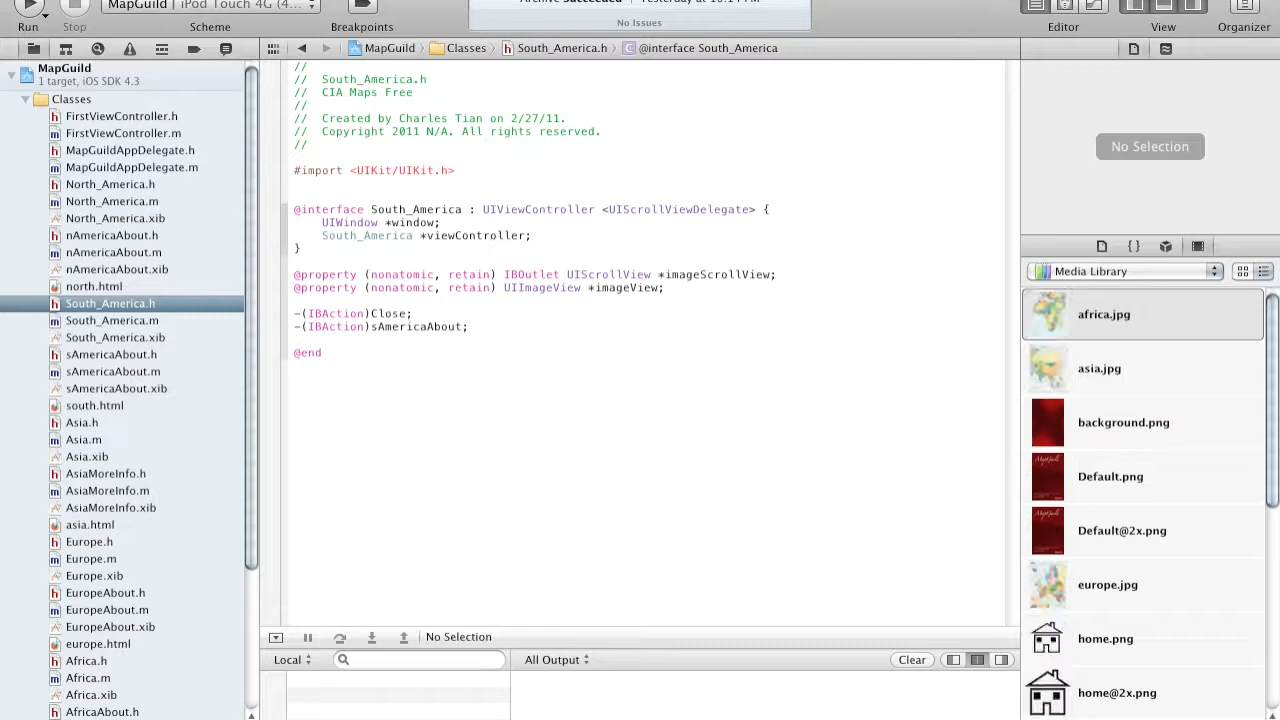 MapGuild | iPod Touch 4G (4...
Archive Succeeded
No Issues
Run
Stop
Scheme
Breakpoints
Editor
View
Organizer
MapGuild
1 target, iOS SDK 4.3
MapGuild
Classes
South_America.h
@interface South_America
Classes
FirstViewController.h
FirstViewController.m
MapGuildAppDelegate.h
MapGuildAppDelegate.m
North_America.h
North_America.m
North_America.xib
nAmericaAbout.h
nAmericaAbout.m
nAmericaAbout.xib
north.html
South_America.h
South_America.m
South_America.xib
sAmericaAbout.h
sAmericaAbout.m
sAmericaAbout.xib
south.html
Asia.h
Asia.m
Asia.xib
AsiaMoreInfo.h
AsiaMoreInfo.m
AsiaMoreInfo.xib
asia.html
Europe.h
Europe.m
Europe.xib
EuropeAbout.h
EuropeAbout.m
EuropeAbout.xib
europe.html
Africa.h
Africa.m
Africa.xib
AfricaAbout.h
//
//  South_America.h
//  CIA Maps Free
//
//  Created by Charles Tian on 2/27/11.
//  Copyright 2011 N/A. All rights reserved.
//
#import <UIKit/UIKit.h>
@interface South_America : UIViewController <UIScrollViewDelegate> {
    UIWindow *window;
    South_America *viewController;
}
@property (nonatomic, retain) IBOutlet UIScrollView *imageScrollView;
@property (nonatomic, retain) UIImageView *imageView;
-(IBAction)Close;
-(IBAction)sAmericaAbout;
@end
No Selection
Local
All Output
Clear
No Selection
Media Library
africa.jpg
asia.jpg
background.png
Default.png
Default@2x.png
europe.jpg
home.png
home@2x.png